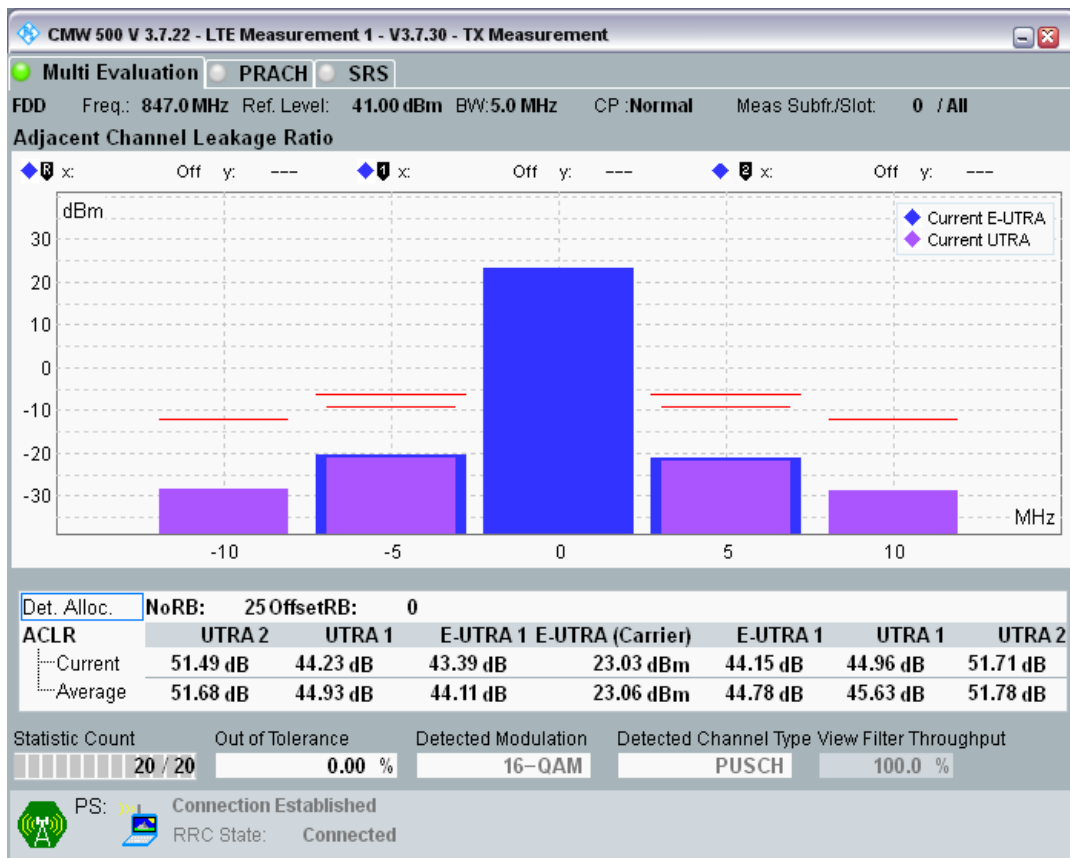 CMW 500 V 3.7.22 - LTE Measurement 1 - V3.7.30 - TX Measurement
Multi Evaluation PRACH SRS
FDD Freq.: 847.0 MHz Ref. Level: 41.00 dBm BW:5.0 MHz CP :Normal Meas Subfr./Slot: 0 / All
Adjacent Channel Leakage Ratio
R x: Off y: --- 1 x: Off y: --- 2 x: Off y: ---
dBm
Current E-UTRA
Current UTRA
30
20
10
0
-10
-20
-30
MHz
-10 -5 0 5 10
Det. Alloc. NoRB: 25 OffsetRB: 0
ACLR UTRA 2 UTRA 1 E-UTRA 1 E-UTRA (Carrier) E-UTRA 1 UTRA 1 UTRA 2
Current 51.49 dB 44.23 dB 43.39 dB 23.03 dBm 44.15 dB 44.96 dB 51.71 dB
Average 51.68 dB 44.93 dB 44.11 dB 23.06 dBm 44.78 dB 45.63 dB 51.78 dB
Statistic Count Out of Tolerance Detected Modulation Detected Channel Type View Filter Throughput
20 / 20 0.00 % 16-QAM PUSCH 100.0 %
PS: Connection Established
RRC State: Connected